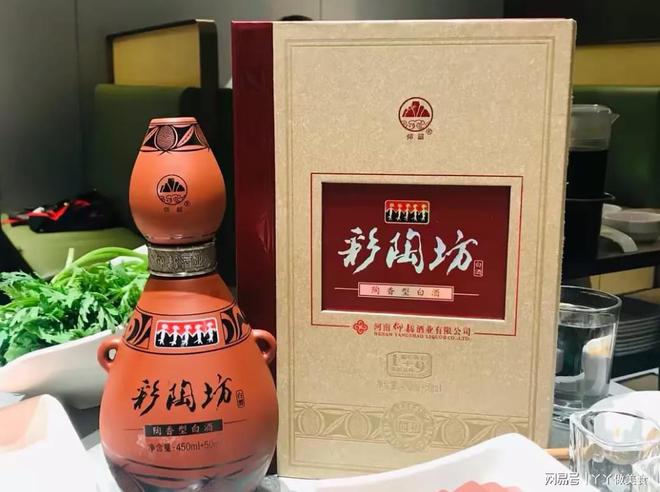 仰韶
彩陶坊
白酒
陶香型白酒
净含量:450ml+50ml
仰韶
彩陶坊
白酒
陶香型白酒
河南仰韶酒业有限公司
HENAN YANGSHAO LIQUOR CO.,LTD.
网易号 | 丫丫做美食